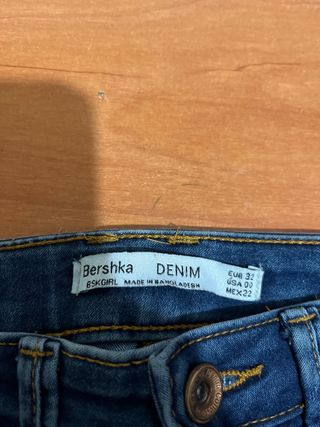 Bershka DENIM
BSKGIRL MADE IN BANGLADESH
EUR 32
USA 00
MEX 22